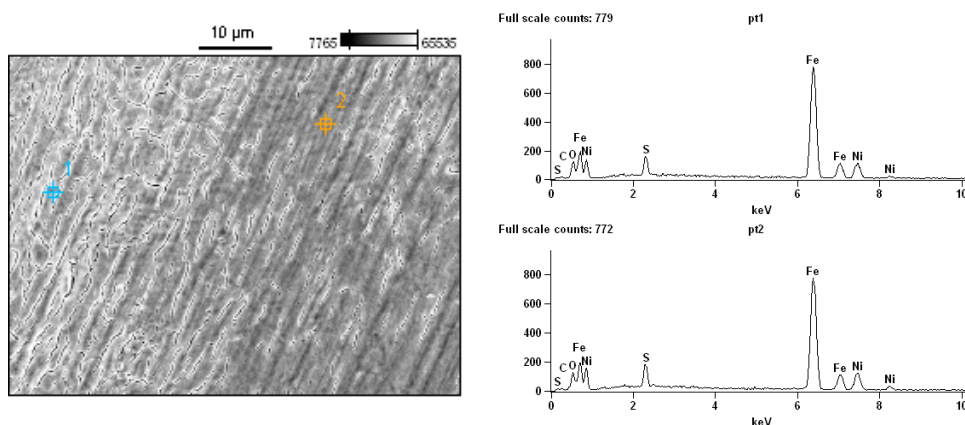 10 µm
7765 65535
1
2
Full scale counts: 779 pt1
800
600
400
200
0
S C O Fe Ni S Fe Fe Ni Ni
0 2 4 6 8 10
keV
Full scale counts: 772 pt2
800
600
400
200
0
S C O Fe Ni S Fe Fe Ni Ni
0 2 4 6 8 10
keV